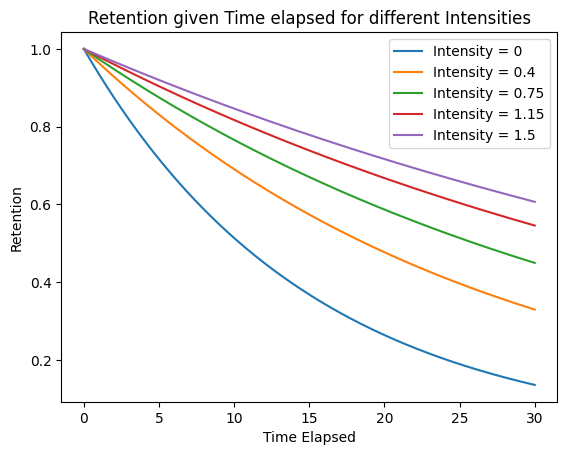 Retention given Time elapsed for different Intensities
1.0
0.8
0.6
0.4
0.2
Retention
Intensity = 0
Intensity = 0.4
Intensity = 0.75
Intensity = 1.15
Intensity = 1.5
0 5 10 15 20 25 30
Time Elapsed